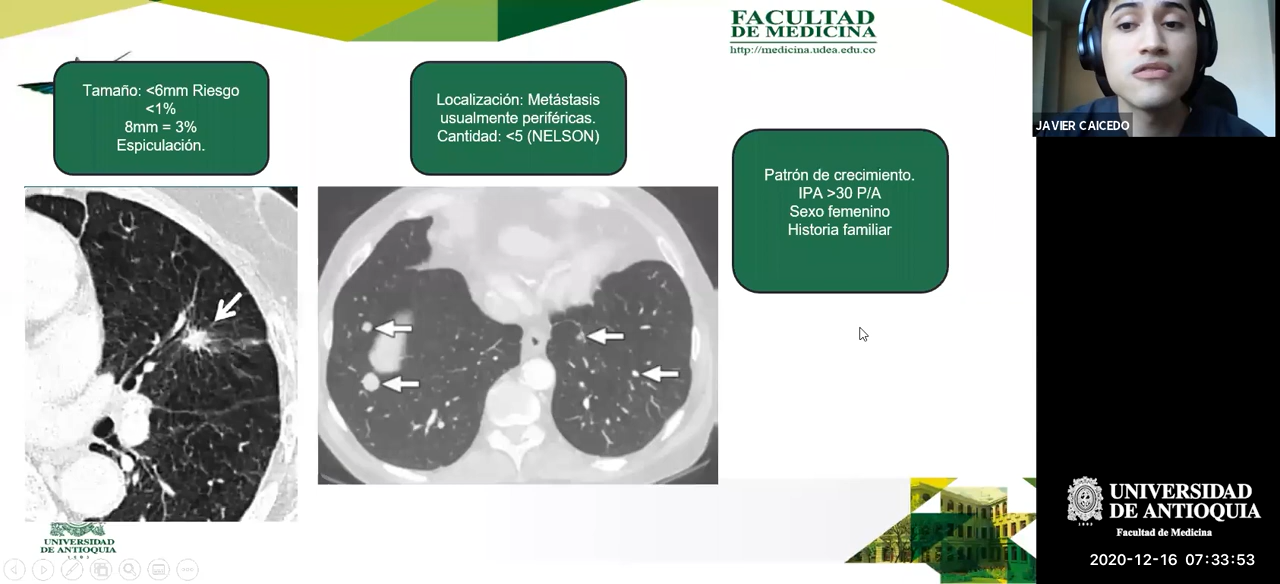 FACULTAD
DE MEDICINA
http://medicina.udea.edu.co
Tamaño: <6mm Riesgo
<1%
8mm = 3%
Espiculación.
Localización: Metástasis
usualmente periféricas.
Cantidad: <5 (NELSON)
Patrón de crecimiento.
IPA >30 P/A
Sexo femenino
Historia familiar
JAVIER CAICEDO
UNIVERSIDAD
DE ANTIOQUIA
1803
UNIVERSIDAD
DE ANTIOQUIA
Facultad de Medicina
2020-12-16 07:33:53